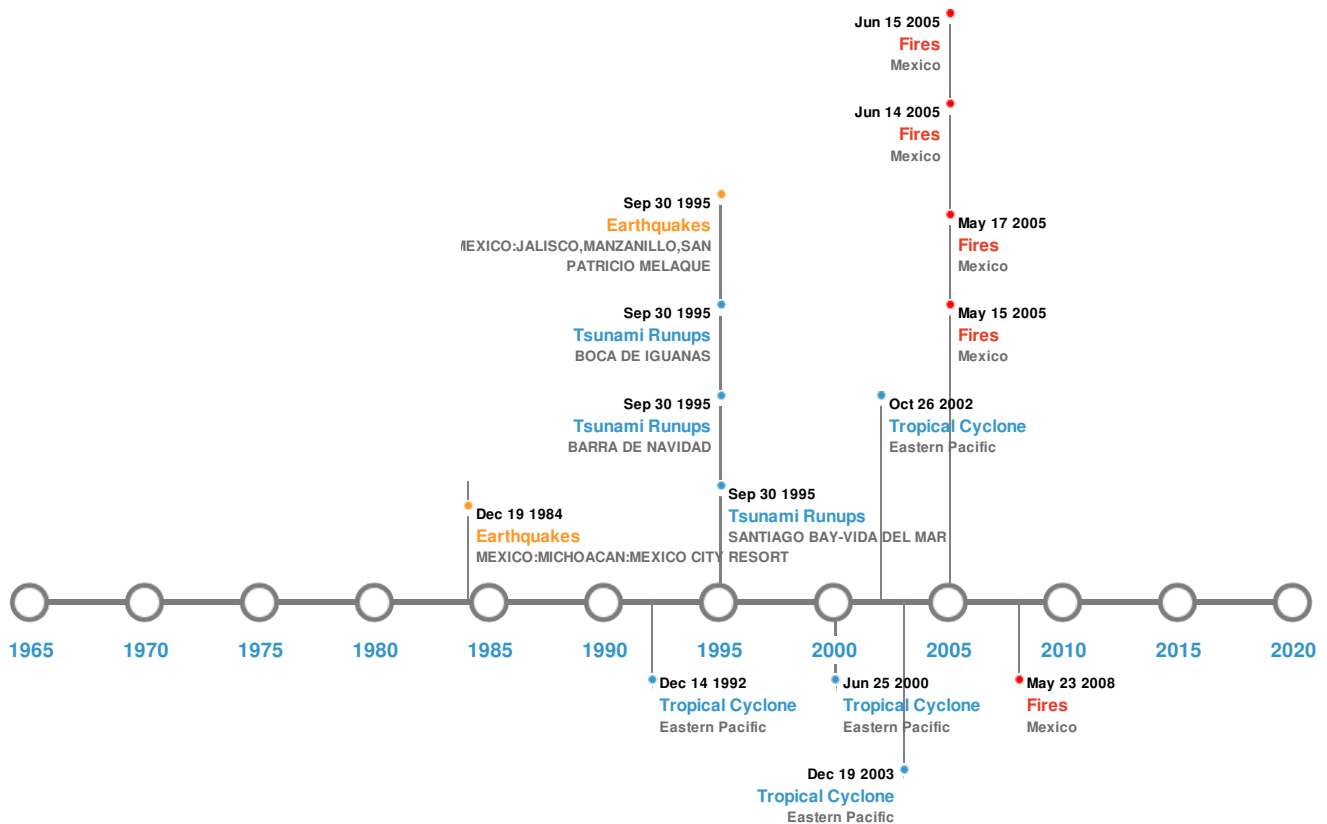 Jun 15 2005
Fires
Mexico
Jun 14 2005
Fires
Mexico
Sep 30 1995
Earthquakes
MEXICO:JALISCO,MANZANILLO,SAN
PATRICIO MELAQUE
May 17 2005
Fires
Mexico
Sep 30 1995
Tsunami Runups
BOCA DE IGUANAS
May 15 2005
Fires
Mexico
Sep 30 1995
Tsunami Runups
BARRA DE NAVIDAD
Oct 26 2002
Tropical Cyclone
Eastern Pacific
Dec 19 1984
Earthquakes
MEXICO:MICHOACAN:MEXICO CITY RESORT
Sep 30 1995
Tsunami Runups
SANTIAGO BAY-VIDA DEL MAR
1965 1970 1975 1980 1985 1990 1995 2000 2005 2010 2015 2020
Dec 14 1992
Tropical Cyclone
Eastern Pacific
Jun 25 2000
Tropical Cyclone
Eastern Pacific
May 23 2008
Fires
Mexico
Dec 19 2003
Tropical Cyclone
Eastern Pacific